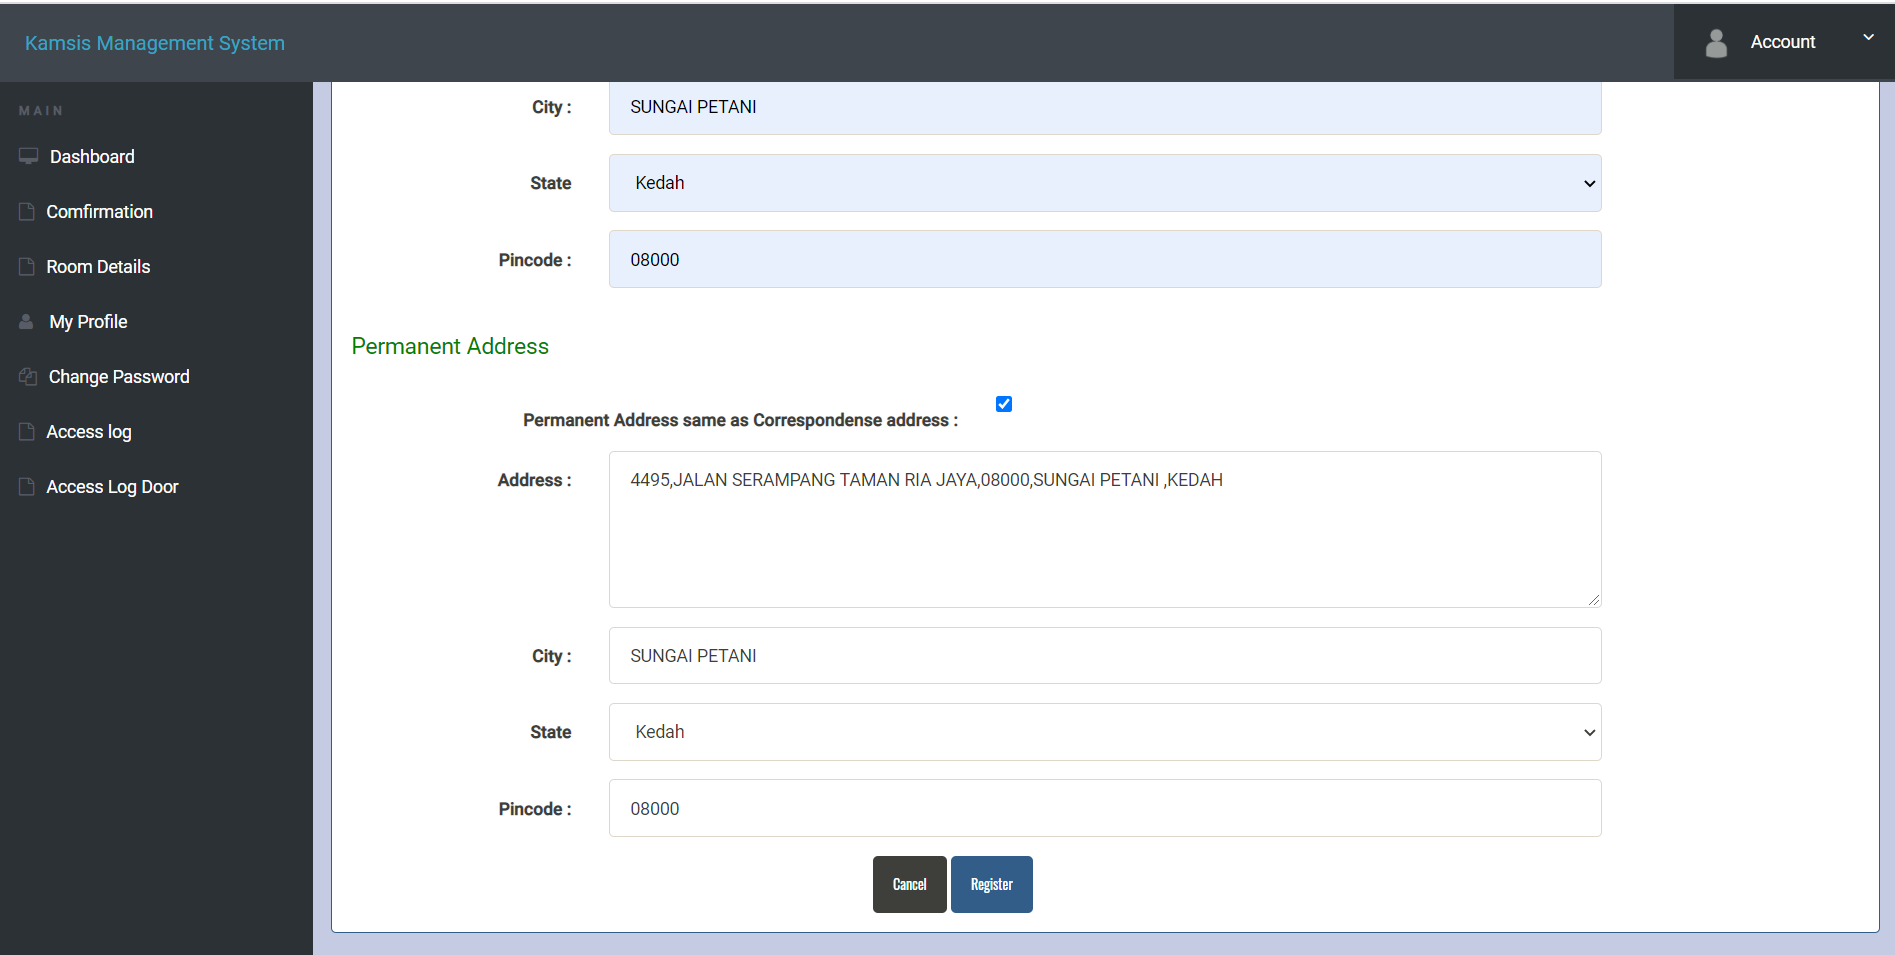 Kamsis Management System
Account
MAIN
Dashboard
Comfirmation
Room Details
My Profile
Change Password
Access log
Access Log Door
City : SUNGAI PETANI
State Kedah
Pincode : 08000
Permanent Address
Permanent Address same as Correspondense address :
Address : 4495,JALAN SERAMPANG TAMAN RIA JAYA,08000,SUNGAI PETANI ,KEDAH
City : SUNGAI PETANI
State Kedah
Pincode : 08000
Cancel Register